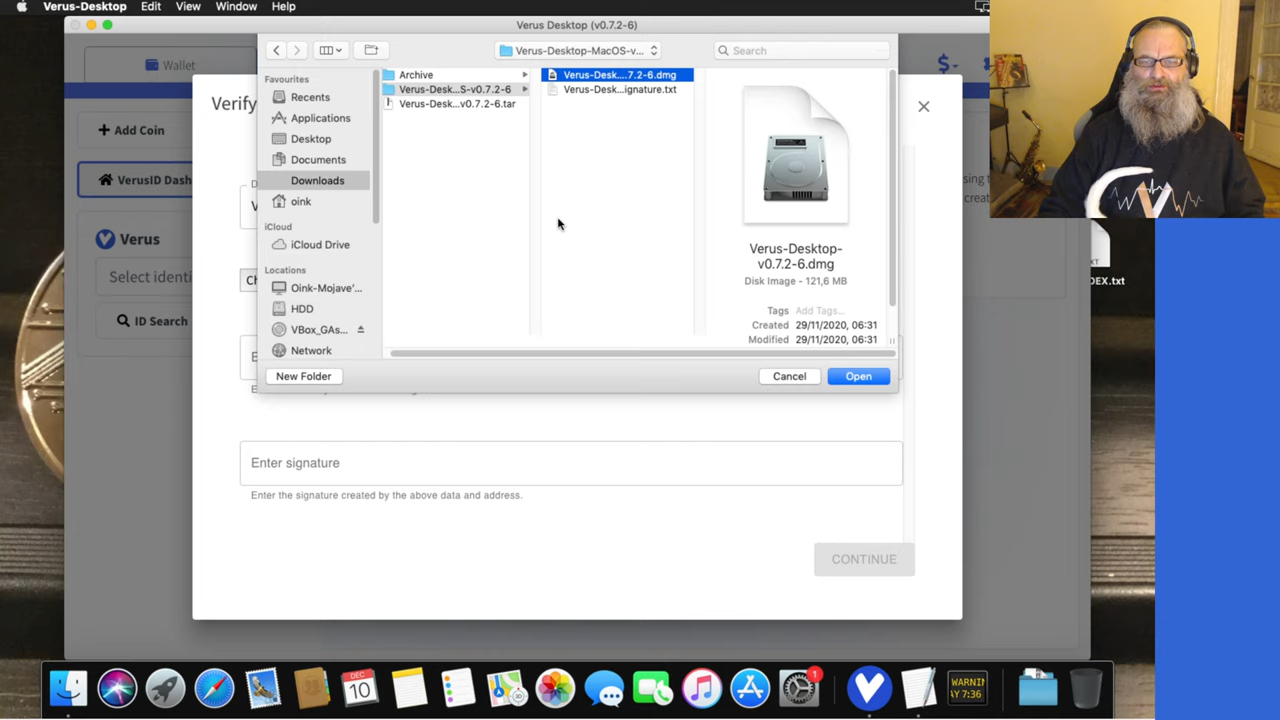 Verus-Desktop Edit View Window Help
Verus Desktop (v0.7.2-6)
Verus-Desktop-MacOS-v...
Search
Wallet
$
Favourites
Recents
Applications
Desktop
Documents
Downloads
oink
iCloud
iCloud Drive
Locations
Oink-Mojave'...
HDD
VBox_GAs...
Network
Archive
Verus-Desk...S-v0.7.2-6
Verus-Desk...v0.7.2-6.tar
Verus-Desk....7.2-6.dmg
Verus-Desk...ignature.txt
Verus-Desktop-
v0.7.2-6.dmg
Disk Image - 121,6 MB
Tags Add Tags...
Created 29/11/2020, 06:31
Modified 29/11/2020, 06:31
New Folder
Cancel
Open
Verify
Add Coin
VerusID Dash
Verus
Select identi
ID Search
Enter signature
Enter the signature created by the above data and address.
CONTINUE
DEX.txt
DEC
10
WARNIN
AY 7:36
1